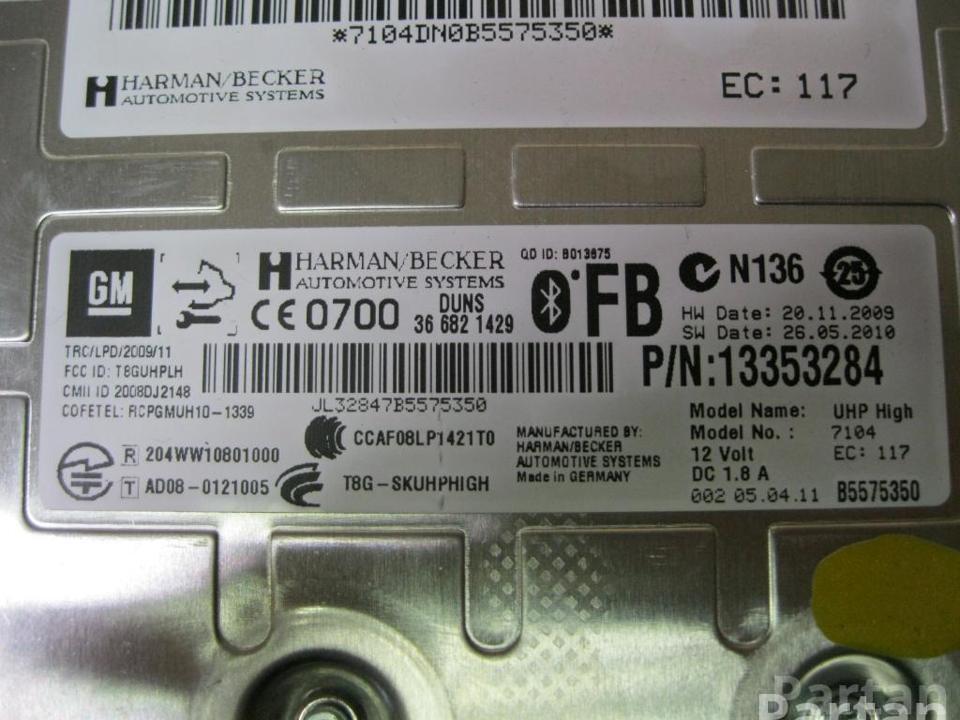 *7104DN0B5575350*
HARMAN/BECKER
AUTOMOTIVE SYSTEMS
EC: 117
GM
HARMAN/BECKER
AUTOMOTIVE SYSTEMS
CE 0700
DUNS
36 682 1429
QD ID: B013675
FB
N136
25
HW Date: 20.11.2009
SW Date: 26.05.2010
TRC/LPD/2009/11
FCC ID: T8GUHPLH
CMII ID 2008DJ2148
COFETEL: RCPGMUH10-1339
JL32847B5575350
P/N:13353284
R 204WW10801000
T AD08-0121005
CCAF08LP1421T0
T8G-SKUHPHIGH
MANUFACTURED BY:
HARMAN/BECKER
AUTOMOTIVE SYSTEMS
Made in GERMANY
Model Name: UHP High
Model No. : 7104
12 Volt EC: 117
DC 1.8 A
002 05.04.11 B5575350
Partan
Partan